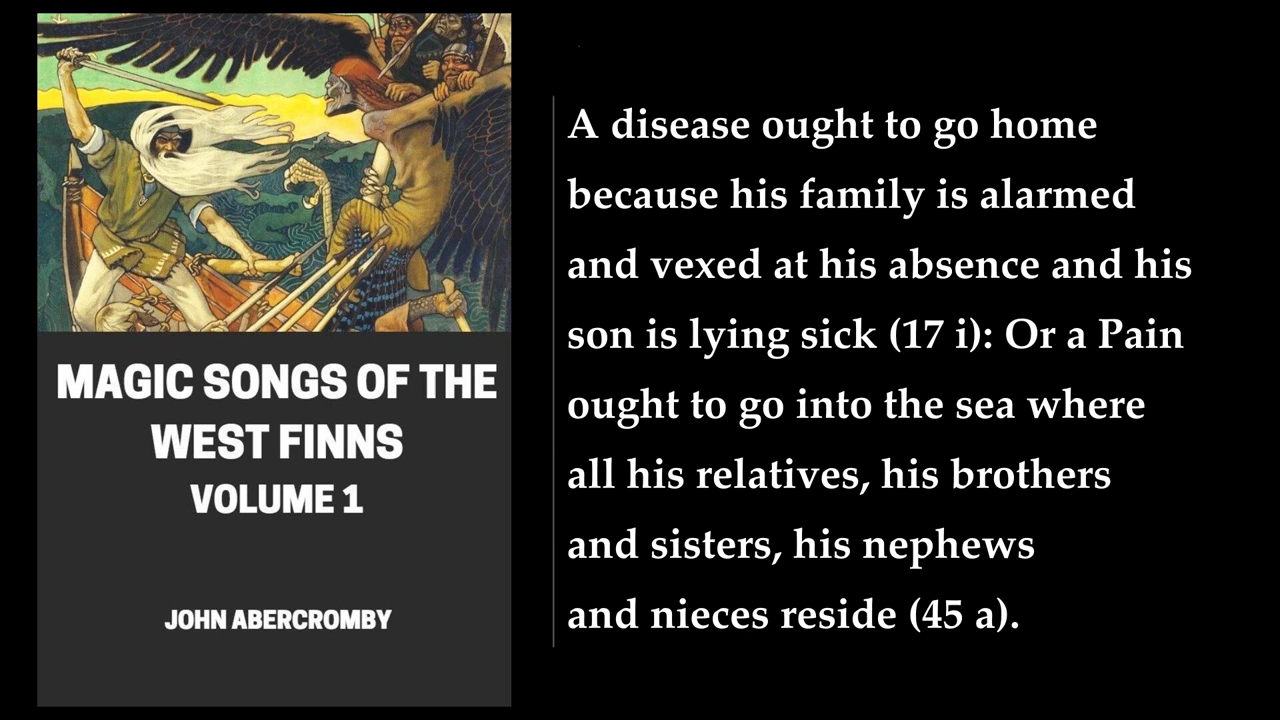 MAGIC SONGS OF THE
WEST FINNS
VOLUME 1
JOHN ABERCROMBY
A disease ought to go home
because his family is alarmed
and vexed at his absence and his
son is lying sick (17 i): Or a Pain
ought to go into the sea where
all his relatives, his brothers
and sisters, his nephews
and nieces reside (45 a).